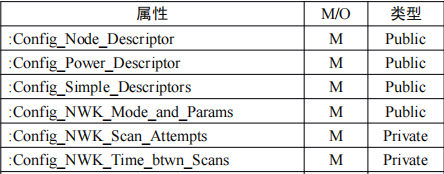 属性 M/O 类型
:Config_Node_Descriptor M Public
:Config_Power_Descriptor M Public
:Config_Simple_Descriptors M Public
:Config_NWK_Mode_and_Params M Public
:Config_NWK_Scan_Attempts M Private
:Config_NWK_Time_btwn_Scans M Private